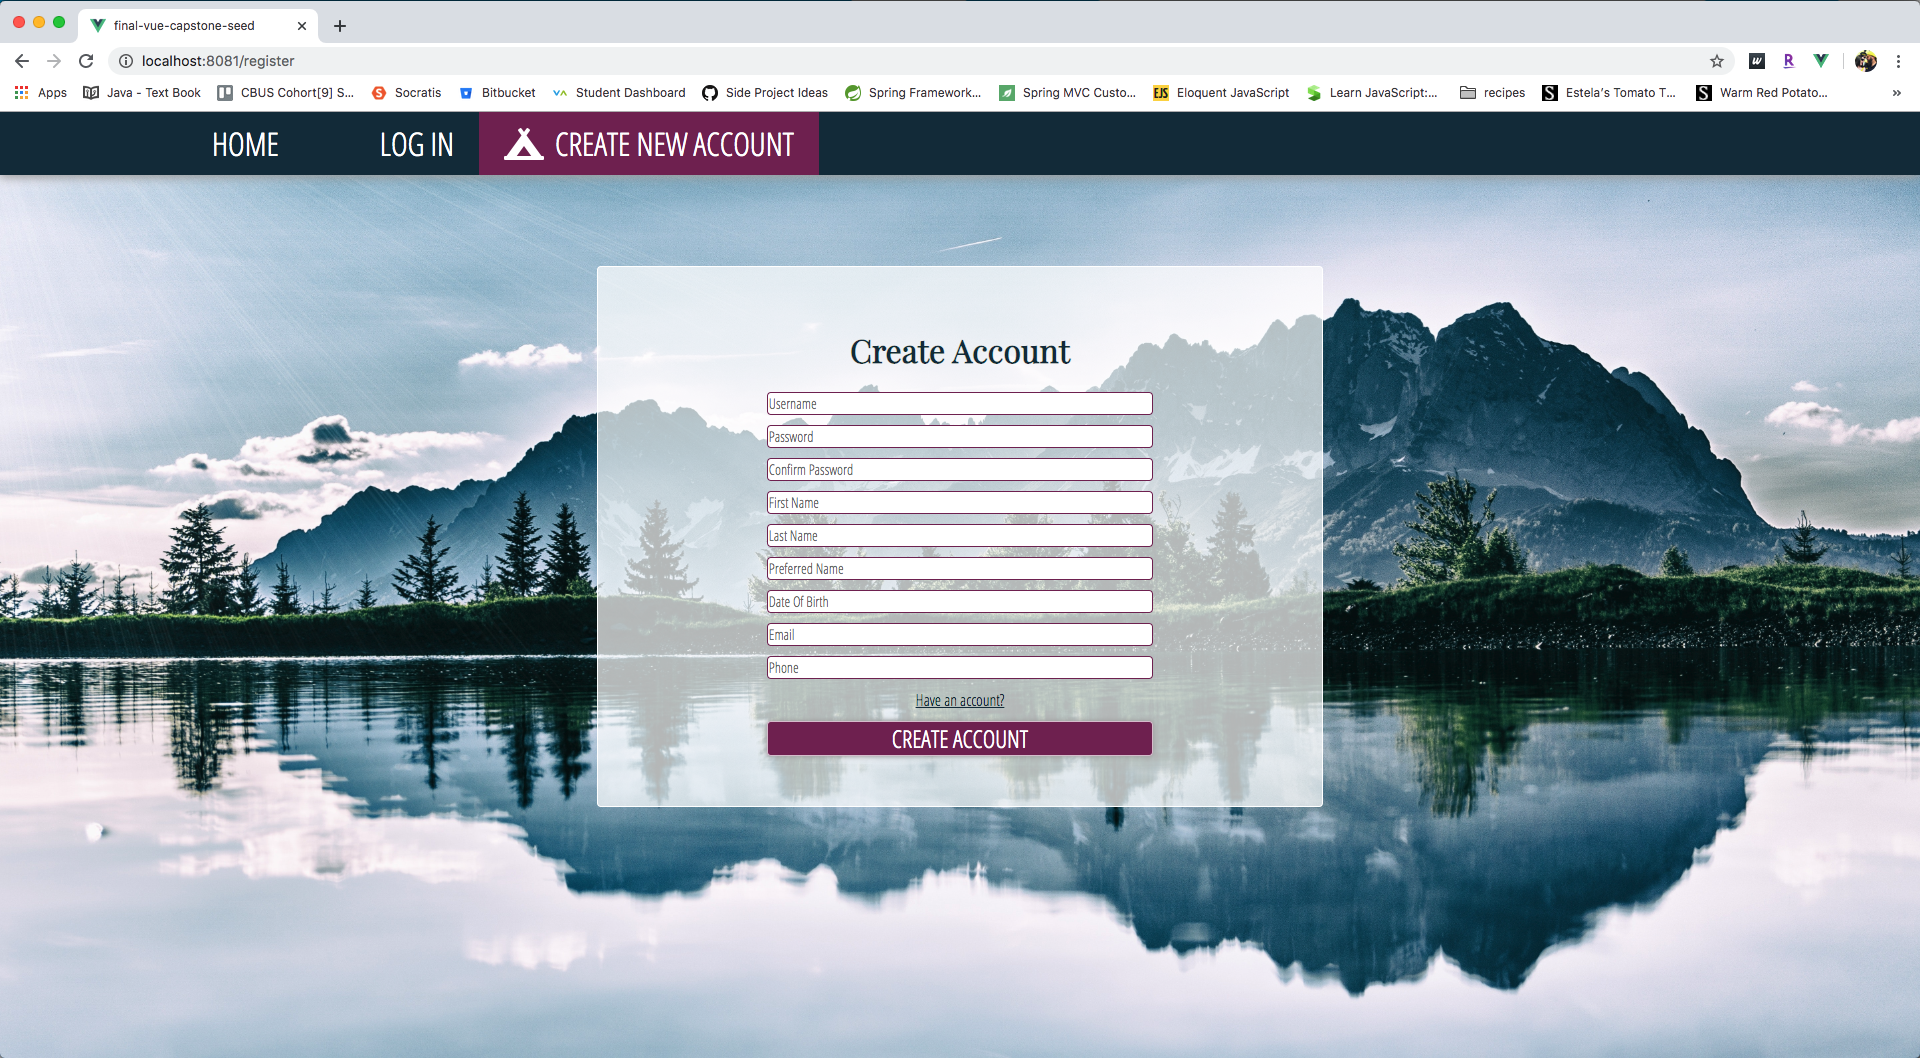 final-vue-capstone-seed
localhost:8081/register
Apps Java - Text Book CBUS Cohort[9] S... Socratis Bitbucket Student Dashboard Side Project Ideas Spring Framework... Spring MVC Custo... EJS Eloquent JavaScript Learn JavaScript:... recipes S Estela's Tomato T... S Warm Red Potato... »
HOME LOG IN CREATE NEW ACCOUNT
Create Account
Username
Password
Confirm Password
First Name
Last Name
Preferred Name
Date Of Birth
Email
Phone
Have an account?
CREATE ACCOUNT